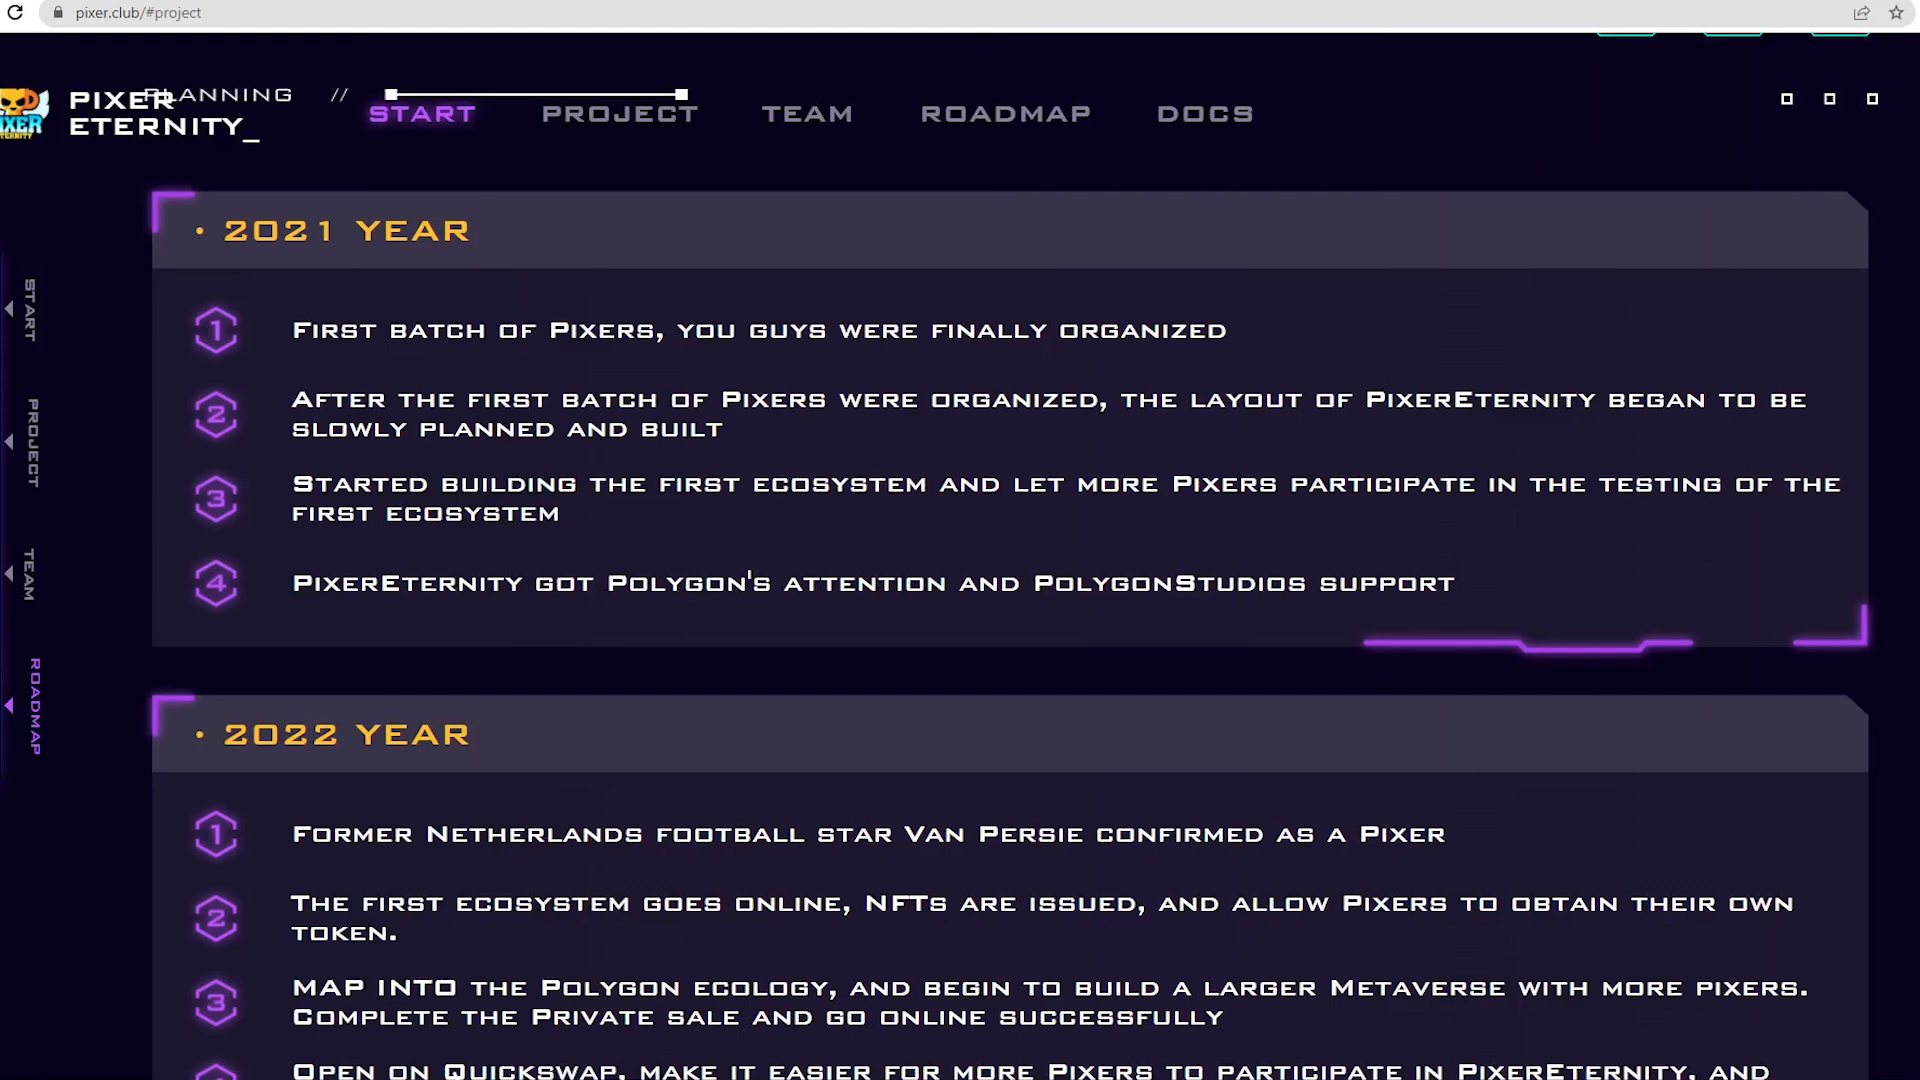 pixer.club/#project
PIXER
ETERNITY_
PLANNING //
START PROJECT TEAM ROADMAP DOCS
START
PROJECT
TEAM
ROADMAP
• 2021 YEAR
1 First batch of Pixers, you guys were finally organized
2 After the first batch of Pixers were organized, the layout of PixerEternity began to be
slowly planned and built
3 Started building the first ecosystem and let more Pixers participate in the testing of the
first ecosystem
4 PixerEternity got Polygon's attention and PolygonStudios support
• 2022 YEAR
1 Former Netherlands football star Van Persie confirmed as a Pixer
2 The first ecosystem goes online, NFTs are issued, and allow Pixers to obtain their own
token.
3 MAP INTO the Polygon ecology, and begin to build a larger Metaverse with more pixers.
Complete the Private sale and go online successfully
Open on Quickswap, make it easier for more Pixers to participate in PixerEternity, and